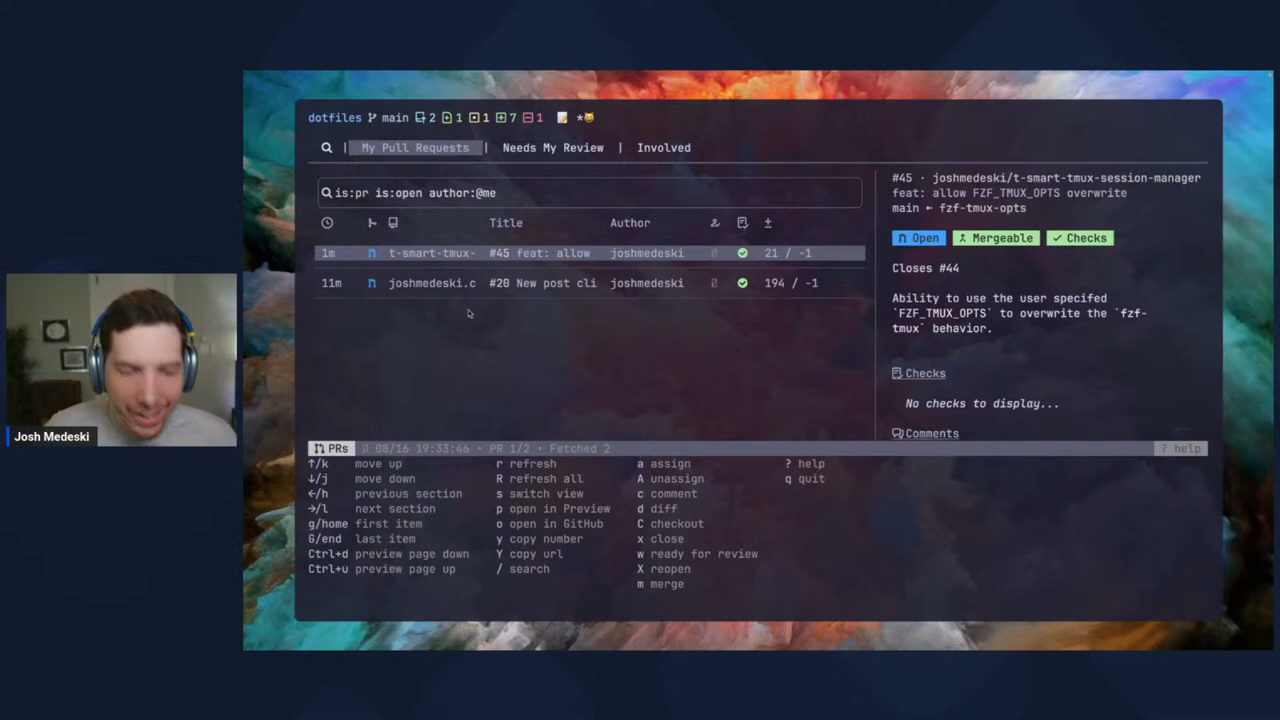 dotfiles main 2 1 1 7 1 *
| My Pull Requests | Needs My Review | Involved
is:pr is:open author:@me
Title Author ±
1m t-smart-tmux- #45 feat: allow joshmedeski 21 / -1
11m joshmedeski.c #20 New post cli joshmedeski 194 / -1
#45 · joshmedeski/t-smart-tmux-session-manager
feat: allow FZF_TMUX_OPTS overwrite
main ← fzf-tmux-opts
Open Mergeable ✓ Checks
Closes #44
Ability to use the user specifed
`FZF_TMUX_OPTS` to overwrite the `fzf-
tmux` behavior.
Checks
No checks to display...
Comments
PRs 08/16 19:33:46 · PR 1/2 · Fetched 2 ? help
↑/k move up r refresh a assign ? help
↓/j move down R refresh all A unassign q quit
←/h previous section s switch view c comment
→/l next section p open in Preview d diff
g/home first item o open in GitHub C checkout
G/end last item y copy number x close
Ctrl+d preview page down Y copy url w ready for review
Ctrl+u preview page up / search X reopen
m merge
Josh Medeski